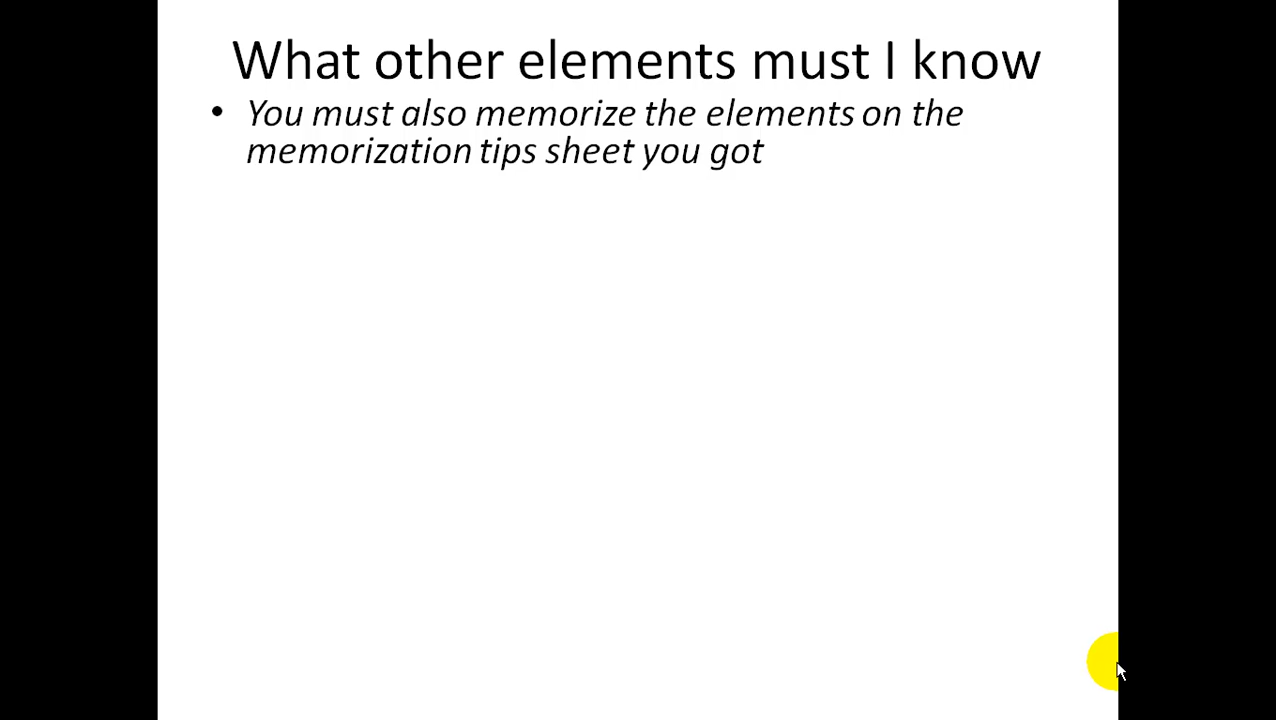 What other elements must I know
• You must also memorize the elements on the
memorization tips sheet you got